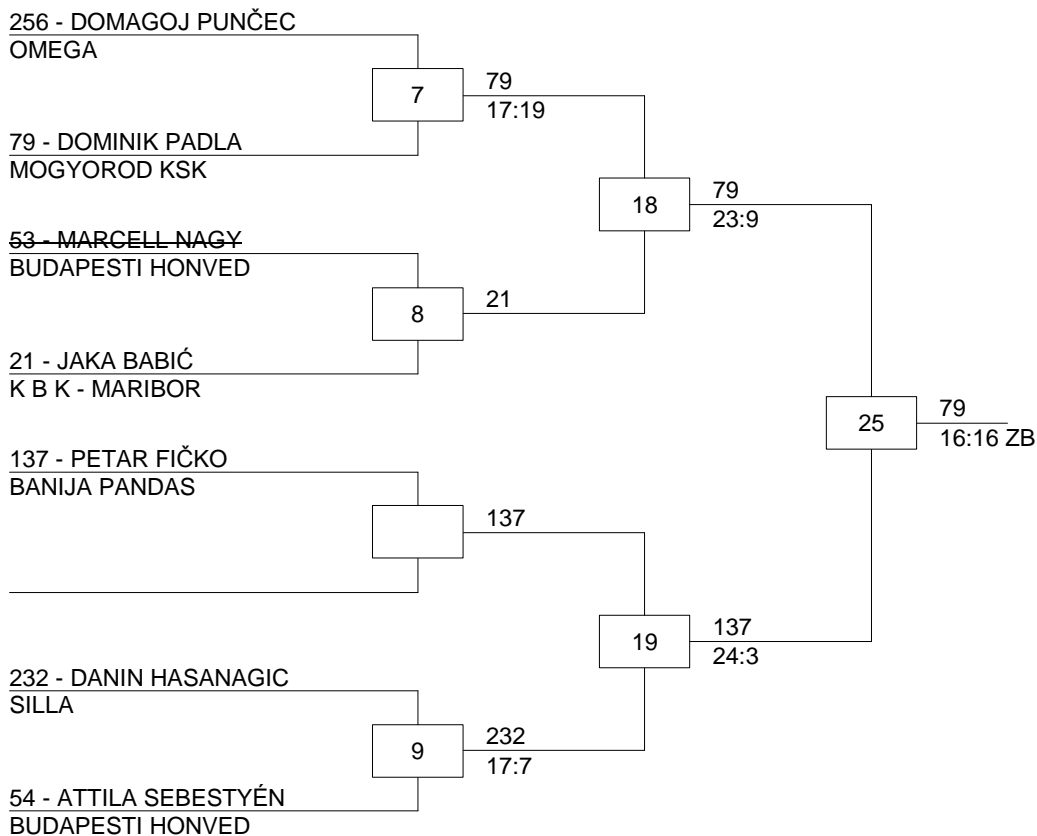 256 - DOMAGOJ PUNČEC
OMEGA
7
79
17:19
79 - DOMINIK PADLA
MOGYOROD KSK
18
79
23:9
53 - MARCELL NAGY
BUDAPESTI HONVED
8
21
21 - JAKA BABIĆ
K B K - MARIBOR
25
79
16:16 ZB
137 - PETAR FIČKO
BANIJA PANDAS
137
19
137
24:3
232 - DANIN HASANAGIC
SILLA
9
232
17:7
54 - ATTILA SEBESTYÉN
BUDAPESTI HONVED